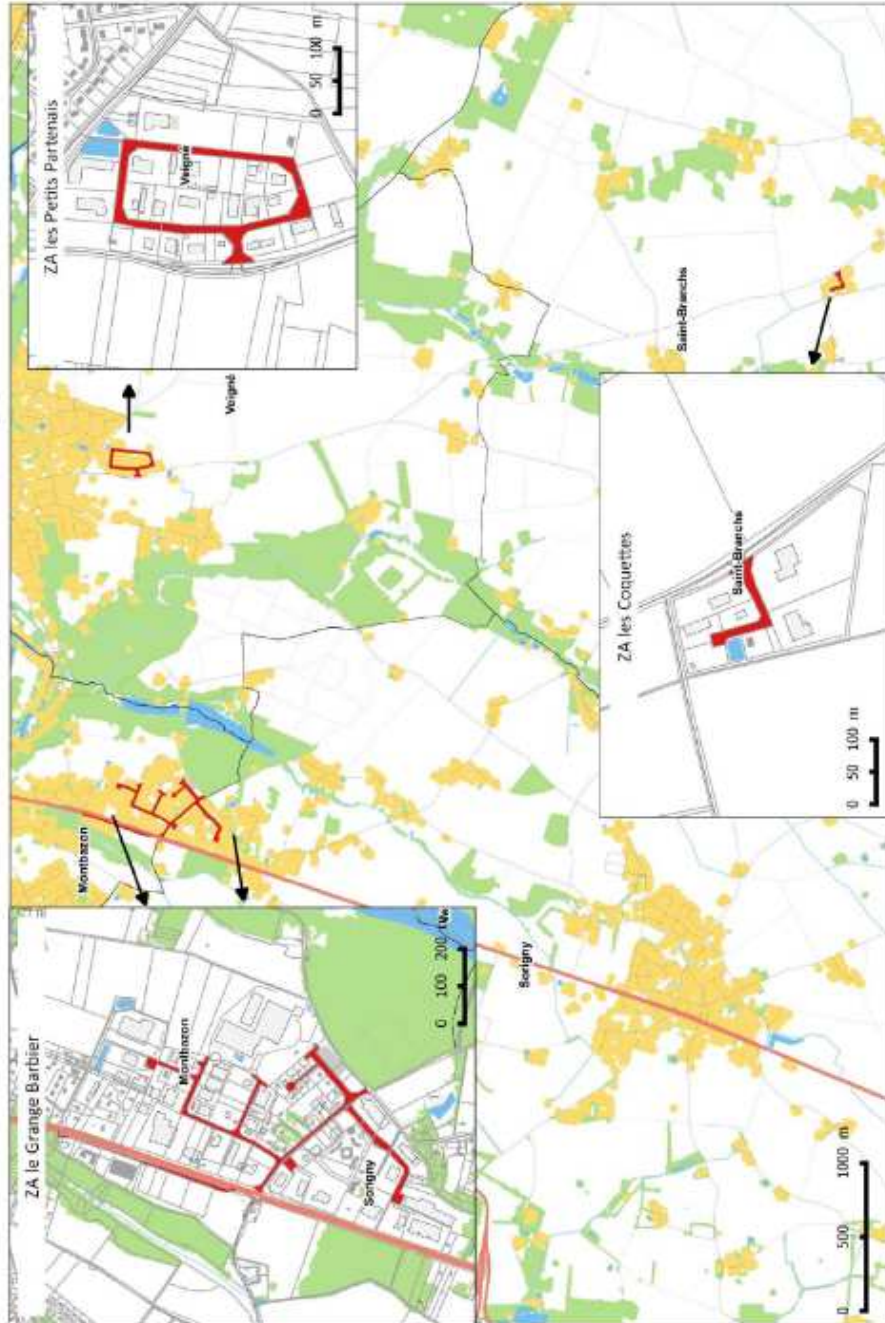 ZA le Grange Barbier
Montbazon
Sorigny
0 100 200
ZA les Petits Partenais
Veigné
0 50 100 m
Montbazon
Veigné
ZA les Coquettes
Saint-Branchs
0 50 100 m
Saint-Branchs
Sorigny
0 500 1000 m